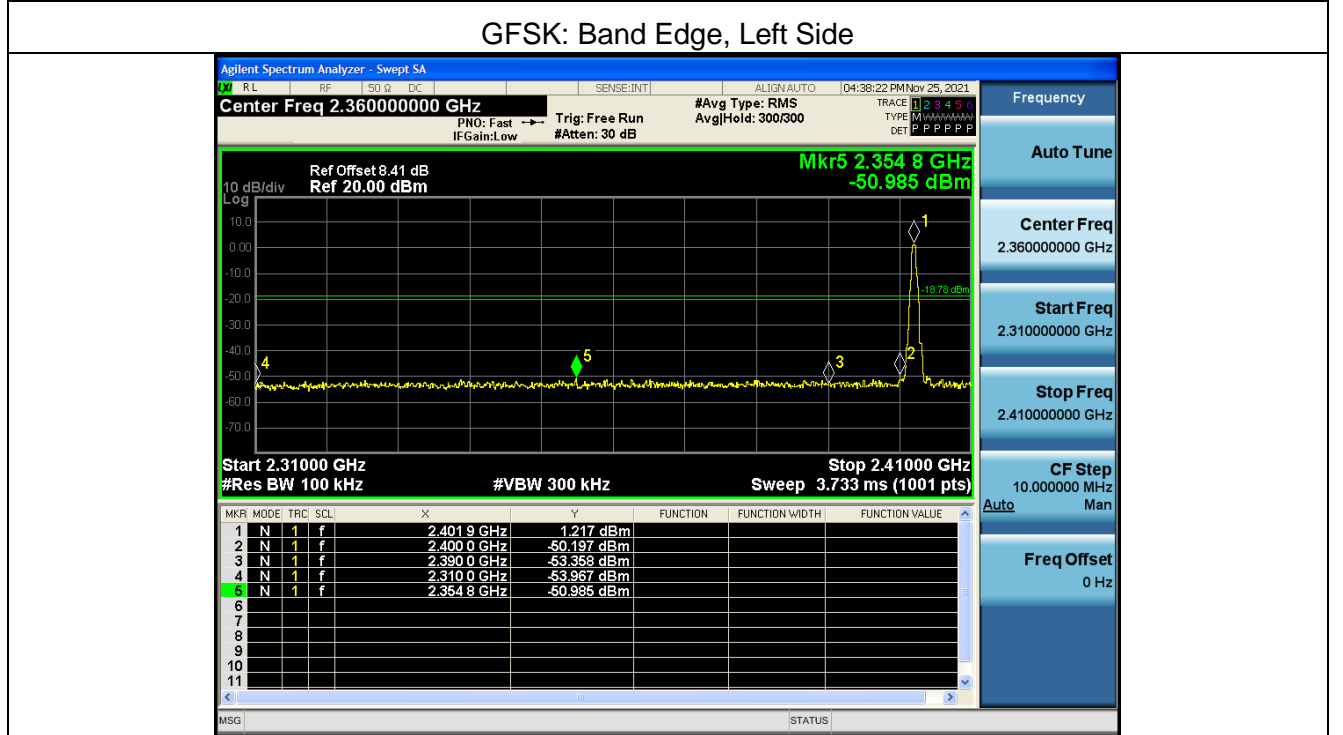 GFSK: Band Edge, Left Side
Agilent Spectrum Analyzer - Swept SA
LXI RL RF 50 Ω DC SENSE:INT ALIGN AUTO 04:38:22 PM Nov 25, 2021
Center Freq 2.360000000 GHz #Avg Type: RMS TRACE 1 2 3 4 5 6
PNO: Fast Trig: Free Run Avg|Hold: 300/300 TYPE M WWWWW
IFGain:Low #Atten: 30 dB DET P P P P P P
Mkr5 2.354 8 GHz
Ref Offset 8.41 dB
-50.985 dBm
10 dB/div Ref 20.00 dBm
Log
10.0
1
0.00
-10.0
-18.78 dBm
-20.0
-30.0
-40.0
4 5 3 2
-50.0
-60.0
-70.0
Start 2.31000 GHz Stop 2.41000 GHz
#Res BW 100 kHz #VBW 300 kHz Sweep 3.733 ms (1001 pts)
MKR MODE TRC SCL X Y FUNCTION FUNCTION WIDTH FUNCTION VALUE
1 N 1 f 2.401 9 GHz 1.217 dBm
2 N 1 f 2.400 0 GHz -50.197 dBm
3 N 1 f 2.390 0 GHz -53.358 dBm
4 N 1 f 2.310 0 GHz -53.967 dBm
5 N 1 f 2.354 8 GHz -50.985 dBm
6
7
8
9
10
11
MSG STATUS
Frequency
Auto Tune
Center Freq
2.360000000 GHz
Start Freq
2.310000000 GHz
Stop Freq
2.410000000 GHz
CF Step
10.000000 MHz
Auto Man
Freq Offset
0 Hz